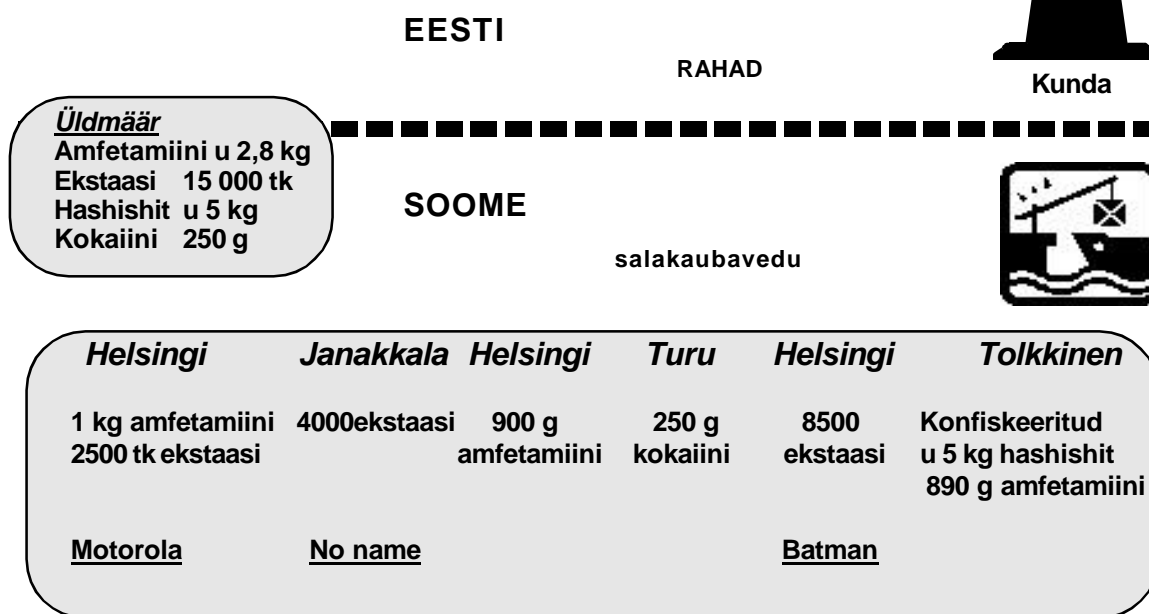 EESTI
RAHAD
Kunda
Üldmäär
Amfetamiini u 2,8 kg
Ekstaasi 15 000 tk
Hashishit u 5 kg
Kokaiini 250 g
SOOME
salakaubavedu
Helsingi Janakkala Helsingi Turu Helsingi Tolkkinen
1 kg amfetamiini 4000ekstaasi 900 g 250 g 8500 Konfiskeeritud
2500 tk ekstaasi amfetamiini kokaiini ekstaasi u 5 kg hashishit
890 g amfetamiini
Motorola No name Batman